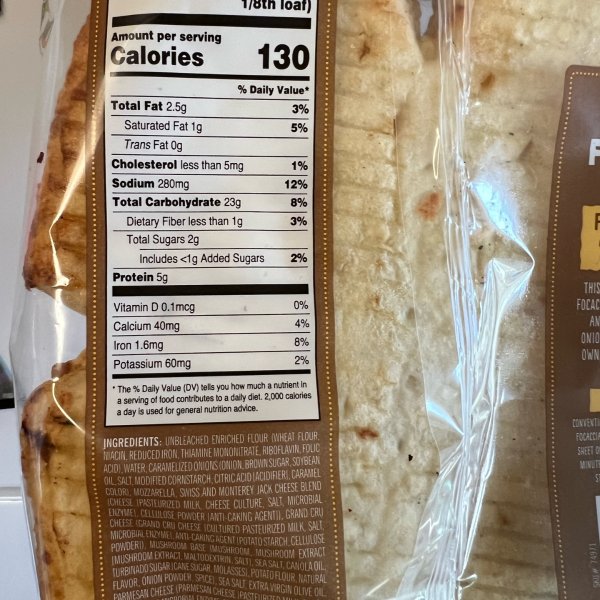 1/8th loaf)
Amount per serving
Calories 130
% Daily Value*
Total Fat 2.5g 3%
Saturated Fat 1g 5%
Trans Fat 0g
Cholesterol less than 5mg 1%
Sodium 280mg 12%
Total Carbohydrate 23g 8%
Dietary Fiber less than 1g 3%
Total Sugars 2g
Includes <1g Added Sugars 2%
Protein 5g
Vitamin D 0.1mcg 0%
Calcium 40mg 4%
Iron 1.6mg 8%
Potassium 60mg 2%
* The % Daily Value (DV) tells you how much a nutrient in
a serving of food contributes to a daily diet. 2,000 calories
a day is used for general nutrition advice.
INGREDIENTS: UNBLEACHED ENRICHED FLOUR (WHEAT FLOUR,
NIACIN, REDUCED IRON, THIAMINE MONONITRATE, RIBOFLAVIN, FOLIC
ACID), WATER, CARAMELIZED ONIONS (ONION, BROWN SUGAR, SOYBEAN
OIL, SALT, MODIFIED CORNSTARCH, CITRIC ACID (ACIDIFIER), CARAMEL
COLOR), MOZZARELLA, SWISS AND MONTEREY JACK CHEESE BLEND
(CHEESE (PASTEURIZED MILK, CHEESE CULTURE, SALT, MICROBIAL
ENZYME), CELLULOSE POWDER (ANTI-CAKING AGENT)), GRAND CRU
CHEESE (GRAND CRU CHEESE (CULTURED PASTEURIZED MILK, SALT,
MICROBIAL ENZYME), ANTI-CAKING AGENT (POTATO STARCH, CELLULOSE
POWDER)), MUSHROOM BASE (MUSHROOM, MUSHROOM EXTRACT
(MUSHROOM EXTRACT, MALTODEXTRIN, SALT), SEA SALT, CANOLA OIL,
TURBINADO SUGAR (CANE SUGAR, MOLASSES), POTATO FLOUR, NATURAL
FLAVOR, ONION POWDER, SPICE), SEA SALT, EXTRA VIRGIN OLIVE OIL,
PARMESAN CHEESE (PARMESAN CHEESE (PASTEURIZED
F
F
THIS
FOCAC
AN
ONIO
OWN
CONVENTI
FOCACCIA
SHEET O
MINUTE
ST
SKU# 74971